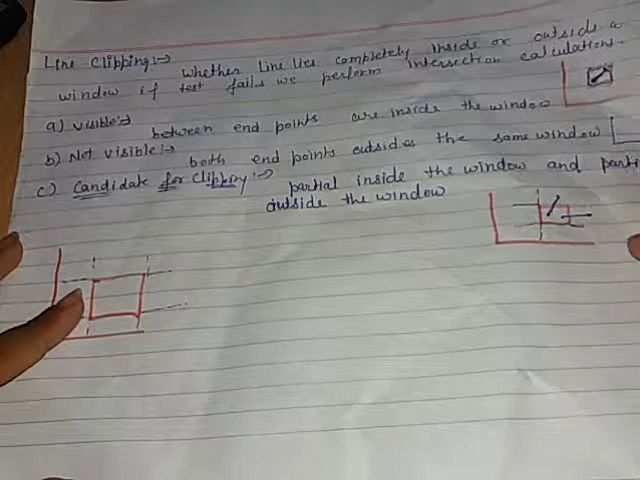 Line Clipping:→ whether line lies completely inside or outside a
window if test fails we perform intersection calculations.
a) Visible:→ between end points are inside the window
b) Not visible:→ both end points outsides the same window
c) Candidate for Clipping:→ partial inside the window and parti
outside the window